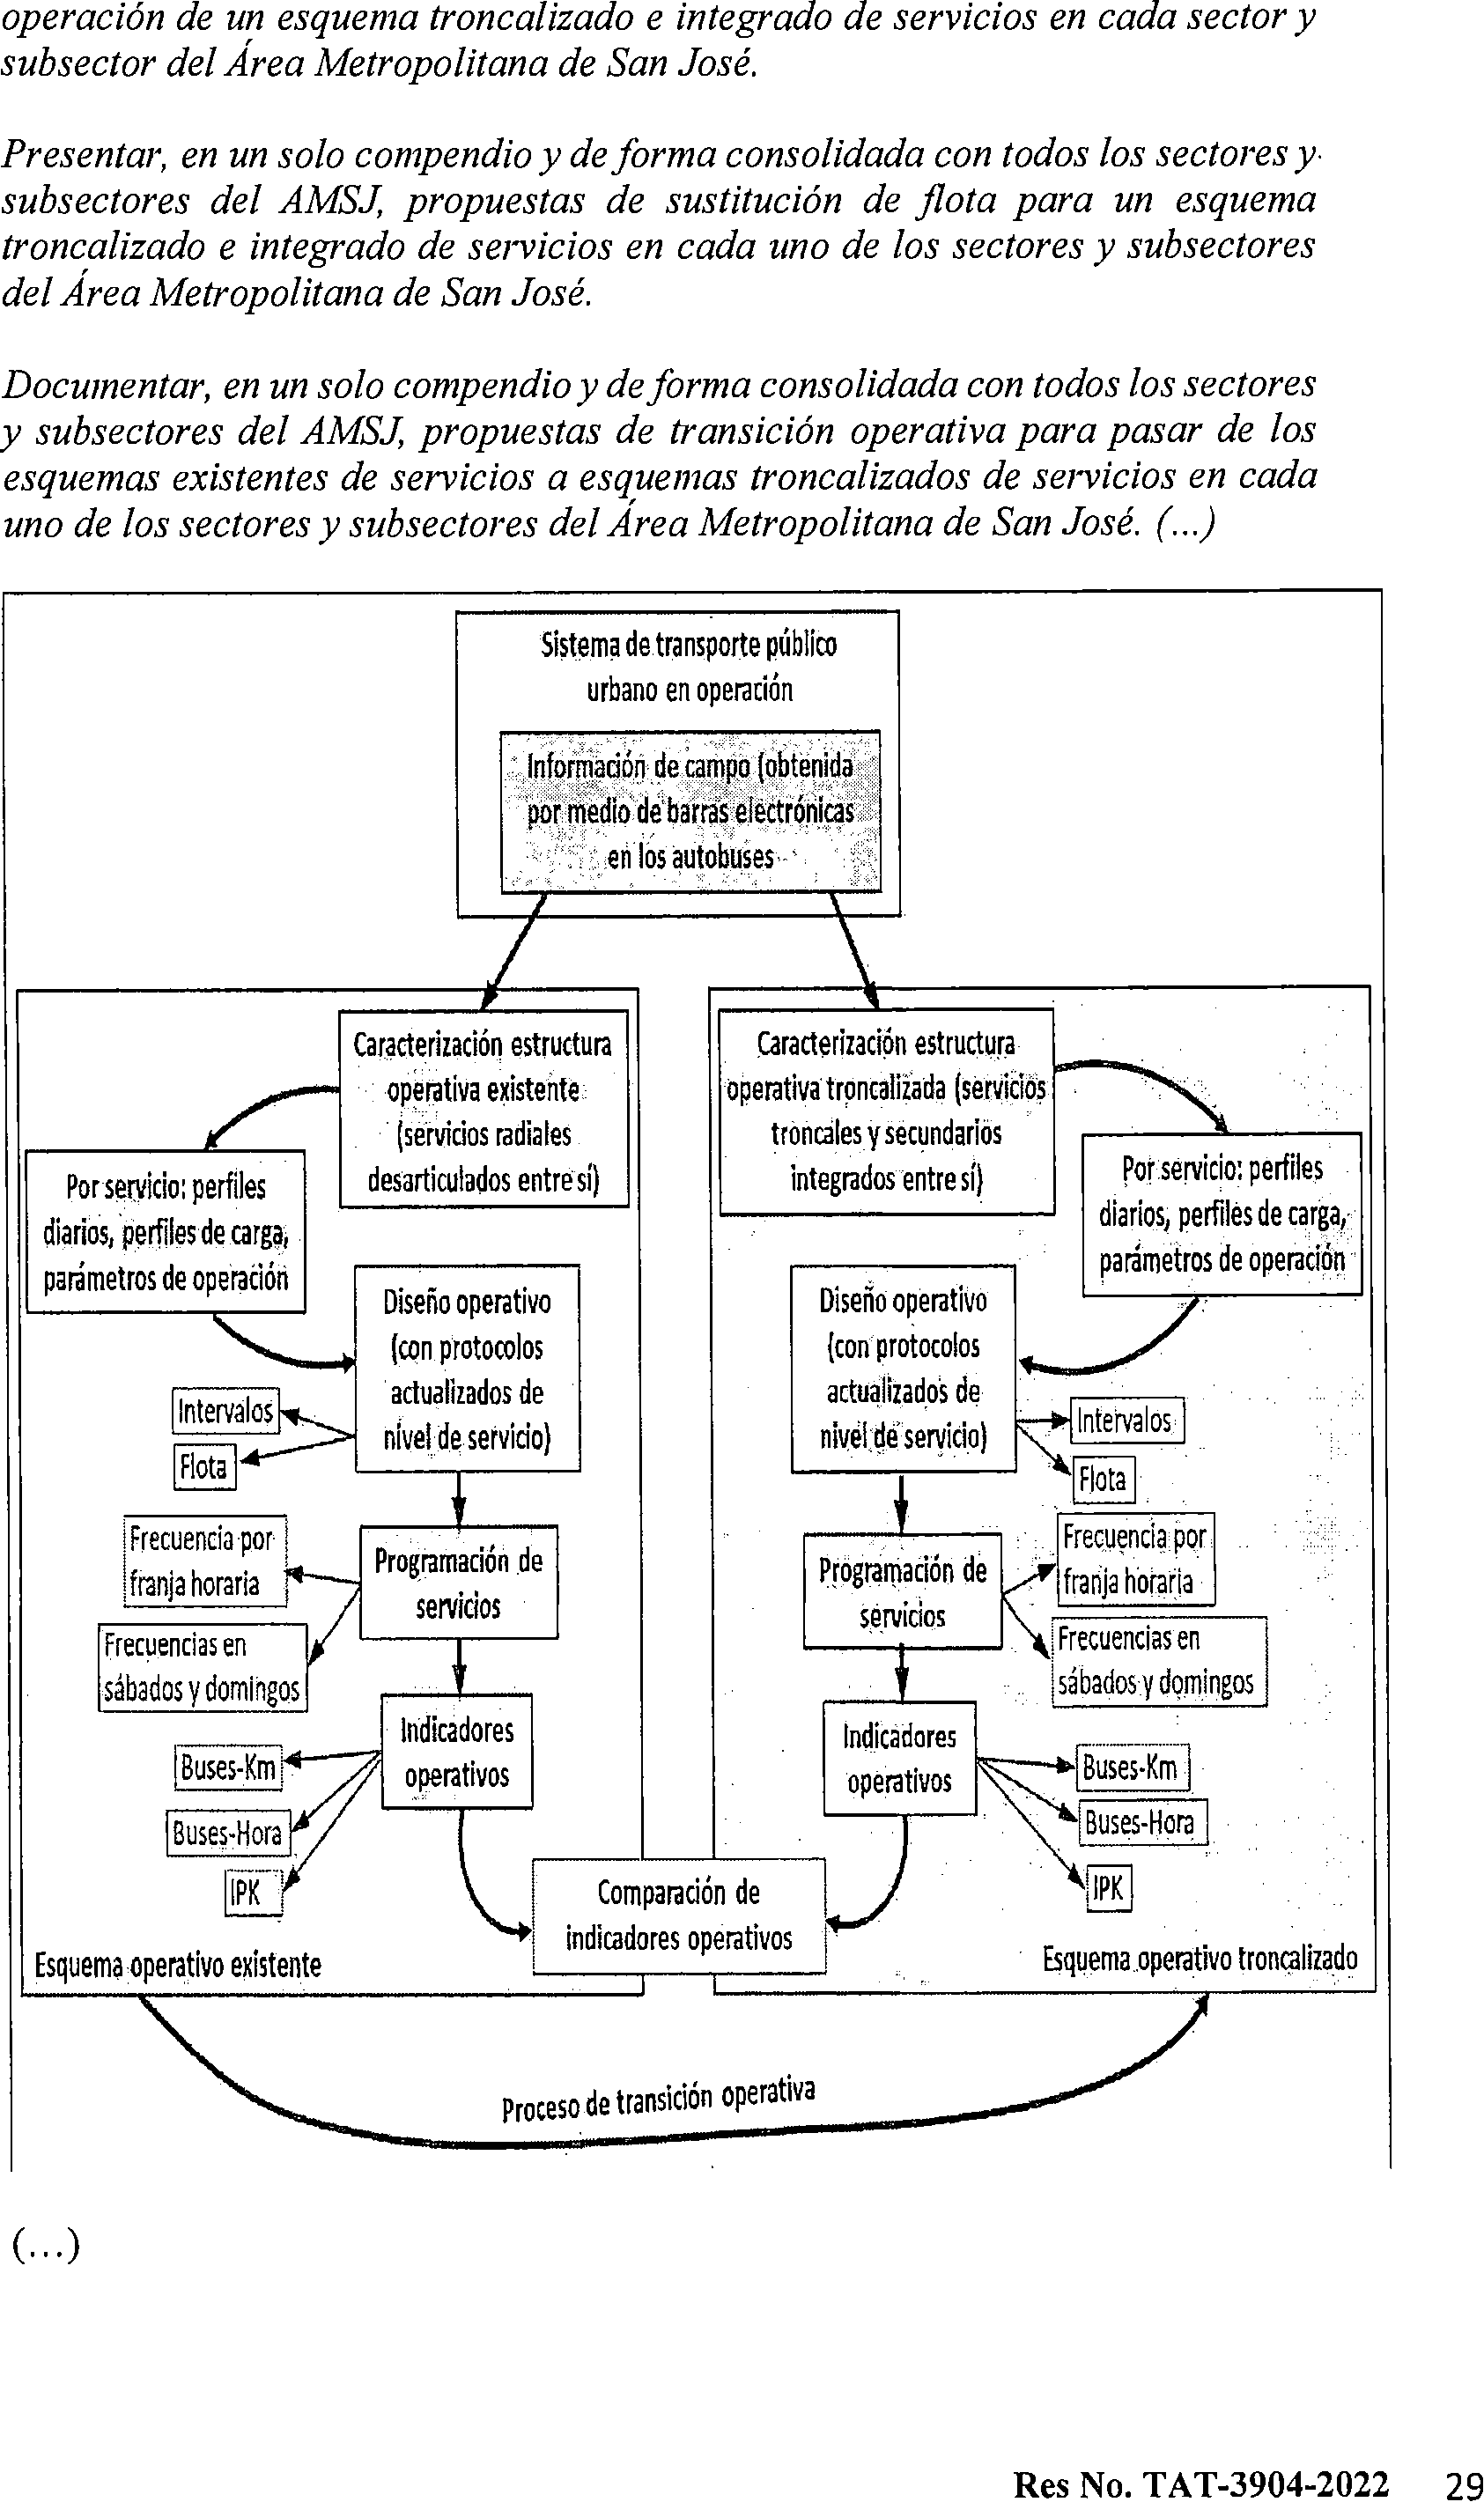 operación de un esquema troncalizado e integrado de servicios en cada sector y
subsector del Área Metropolitana de San José.
Presentar, en un solo compendio y de forma consolidada con todos los sectores y
subsectores del AMSJ, propuestas de sustitución de flota para un esquema
troncalizado e integrado de servicios en cada uno de los sectores y subsectores
del Área Metropolitana de San José.
Documentar, en un solo compendio y de forma consolidada con todos los sectores
y subsectores del AMSJ, propuestas de transición operativa para pasar de los
esquemas existentes de servicios a esquemas troncalizados de servicios en cada
uno de los sectores y subsectores del Área Metropolitana de San José. (...)
Sistema de transporte público
urbano en operación
Información de campo (obtenida
por medio de barras electrónicas
en los autobuses
Caracterización estructura
operativa existente
(servicios radiales
desarticulados entre sí)
Por servicio: perfiles
diarios, perfiles de carga,
parámetros de operación
Diseño operativo
(con protocolos
actualizados de
nivel de servicio)
Intervalos
Flota
Programación de
servicios
Frecuencia por
franja horaria
Frecuencias en
sábados y domingos
Indicadores
operativos
Buses-Km
Buses-Hora
IPK
Esquema operativo existente
Caracterización estructura
operativa troncalizada (servicios
troncales y secundarios
integrados entre sí)
Por servicio: perfiles
diarios, perfiles de carga,
parámetros de operación
Diseño operativo
(con protocolos
actualizados de
nivel de servicio)
Intervalos
Flota
Programación de
servicios
Frecuencia por
franja horaria
Frecuencias en
sábados y domingos
Indicadores
operativos
Buses-Km
Buses-Hora
IPK
Esquema operativo troncalizado
Comparación de
indicadores operativos
Proceso de transición operativa
(...)
Res No. TAT-3904-2022 29